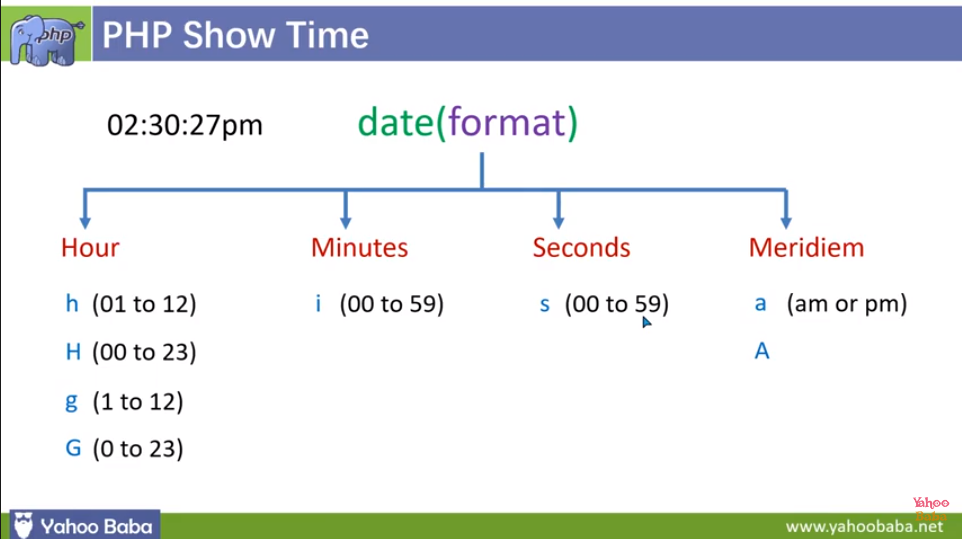 php
PHP Show Time
02:30:27pm
date(format)
Hour
Minutes
Seconds
Meridiem
h (01 to 12)
i (00 to 59)
s (00 to 59)
a (am or pm)
H (00 to 23)
A
g (1 to 12)
G (0 to 23)
Yahoo
Baba
Yahoo Baba
www.yahoobaba.net